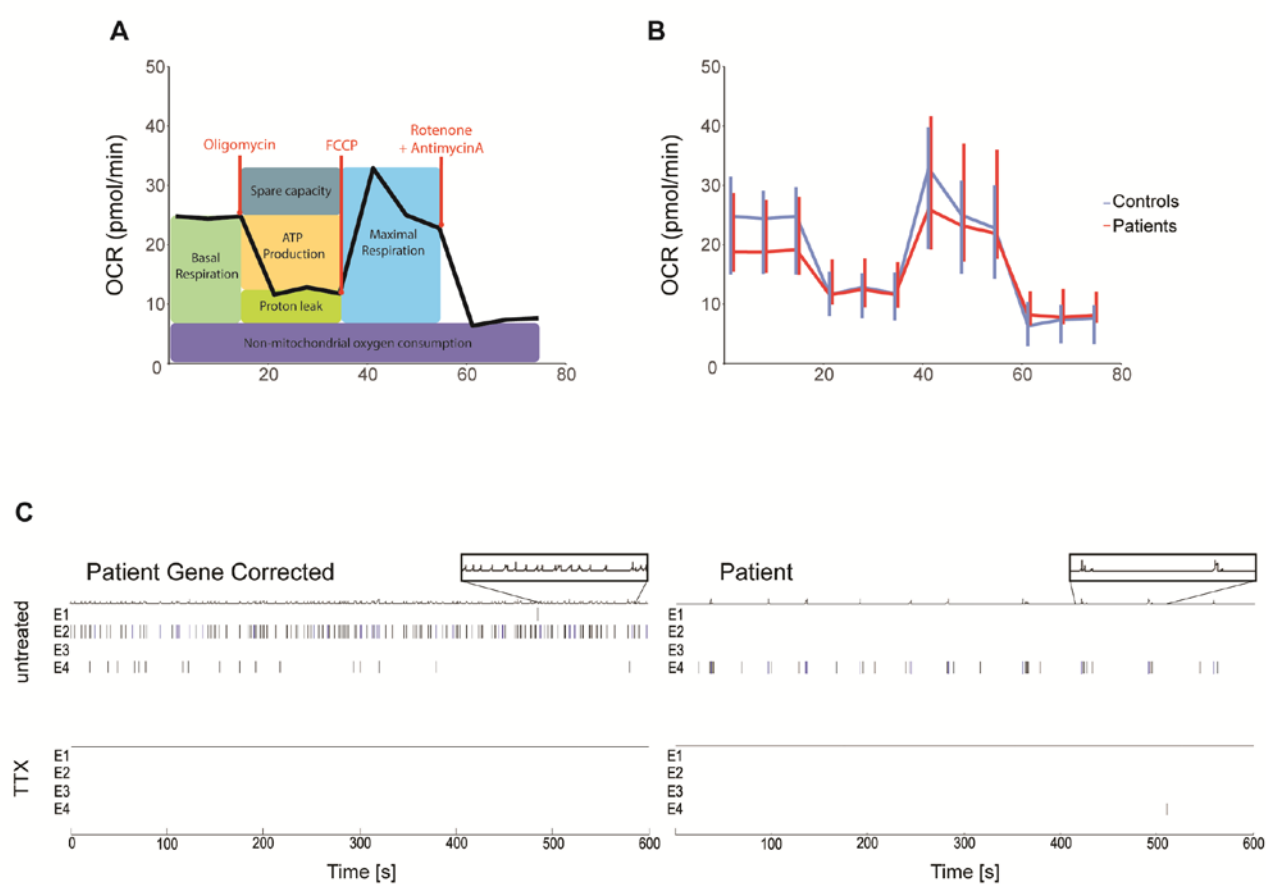 A
50
40
30
20
10
0
OCR (pmol/min)
Oligomycin
FCCP
Rotenone
+ AntimycinA
Spare capacity
Basal
Respiration
ATP
Production
Maximal
Respiration
Proton leak
Non-mitochondrial oxygen consumption
20
40
60
80
B
50
40
30
20
10
0
OCR (pmol/min)
Controls
Patients
20
40
60
80
C
Patient Gene Corrected
Patient
untreated
E1
E2
E3
E4
E1
E2
E3
E4
TTX
E1
E2
E3
E4
E1
E2
E3
E4
0 100 200 300 400 500 600
Time [s]
100 200 300 400 500 600
Time [s]